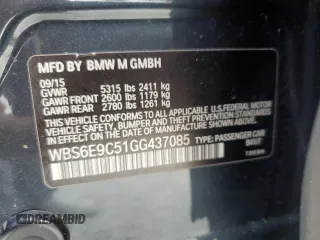 MFD BY BMW M GMBH
09/15
GVWR 5315 lbs 2411 kg
GAWR FRONT 2600 lbs 1179 kg
GAWR REAR 2780 lbs 1261 kg
THIS VEHICLE CONFORMS TO ALL APPLICABLE
U.S. FEDERAL MOTOR VEHICLE SAFETY, BUMPER,
AND THEFT PREVENTION STANDARDS IN EFFECT
ON THE DATE OF MANUFACTURE SHOWN ABOVE.
WBS6E9C51GG437085 TYPE: PASSENGER CAR
DREAMBID